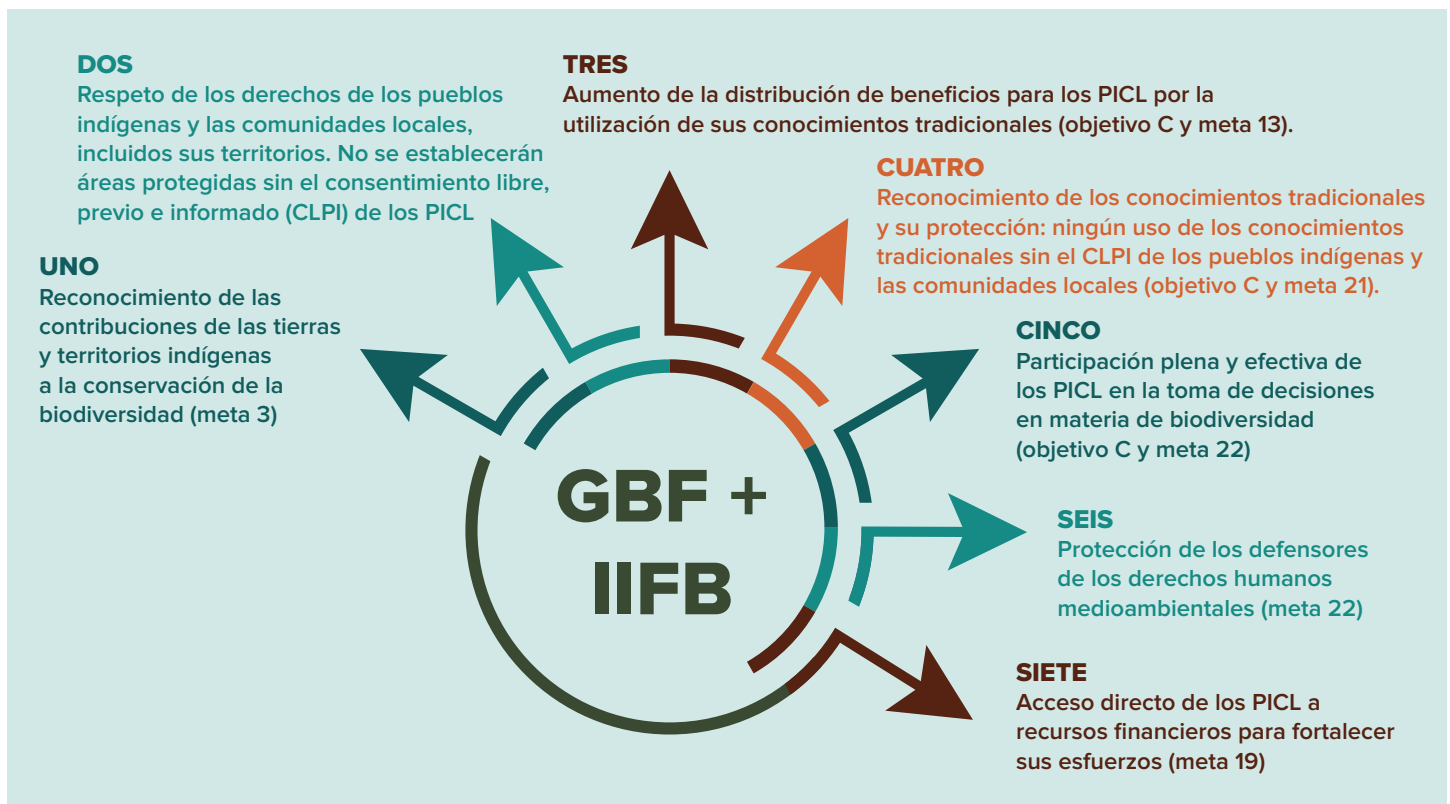 UNO
Reconocimiento de las
contribuciones de las tierras
y territorios indígenas
a la conservación de la
biodiversidad (meta 3)
DOS
Respeto de los derechos de los pueblos
indígenas y las comunidades locales,
incluidos sus territorios. No se establecerán
áreas protegidas sin el consentimiento libre,
previo e informado (CLPI) de los PICL
TRES
Aumento de la distribución de beneficios para los PICL por la
utilización de sus conocimientos tradicionales (objetivo C y meta 13).
CUATRO
Reconocimiento de los conocimientos tradicionales
y su protección: ningún uso de los conocimientos
tradicionales sin el CLPI de los pueblos indígenas y
las comunidades locales (objetivo C y meta 21).
CINCO
Participación plena y efectiva de
los PICL en la toma de decisiones
en materia de biodiversidad
(objetivo C y meta 22)
SEIS
Protección de los defensores
de los derechos humanos
medioambientales (meta 22)
SIETE
Acceso directo de los PICL a
recursos financieros para fortalecer
sus esfuerzos (meta 19)
GBF +
IIFB